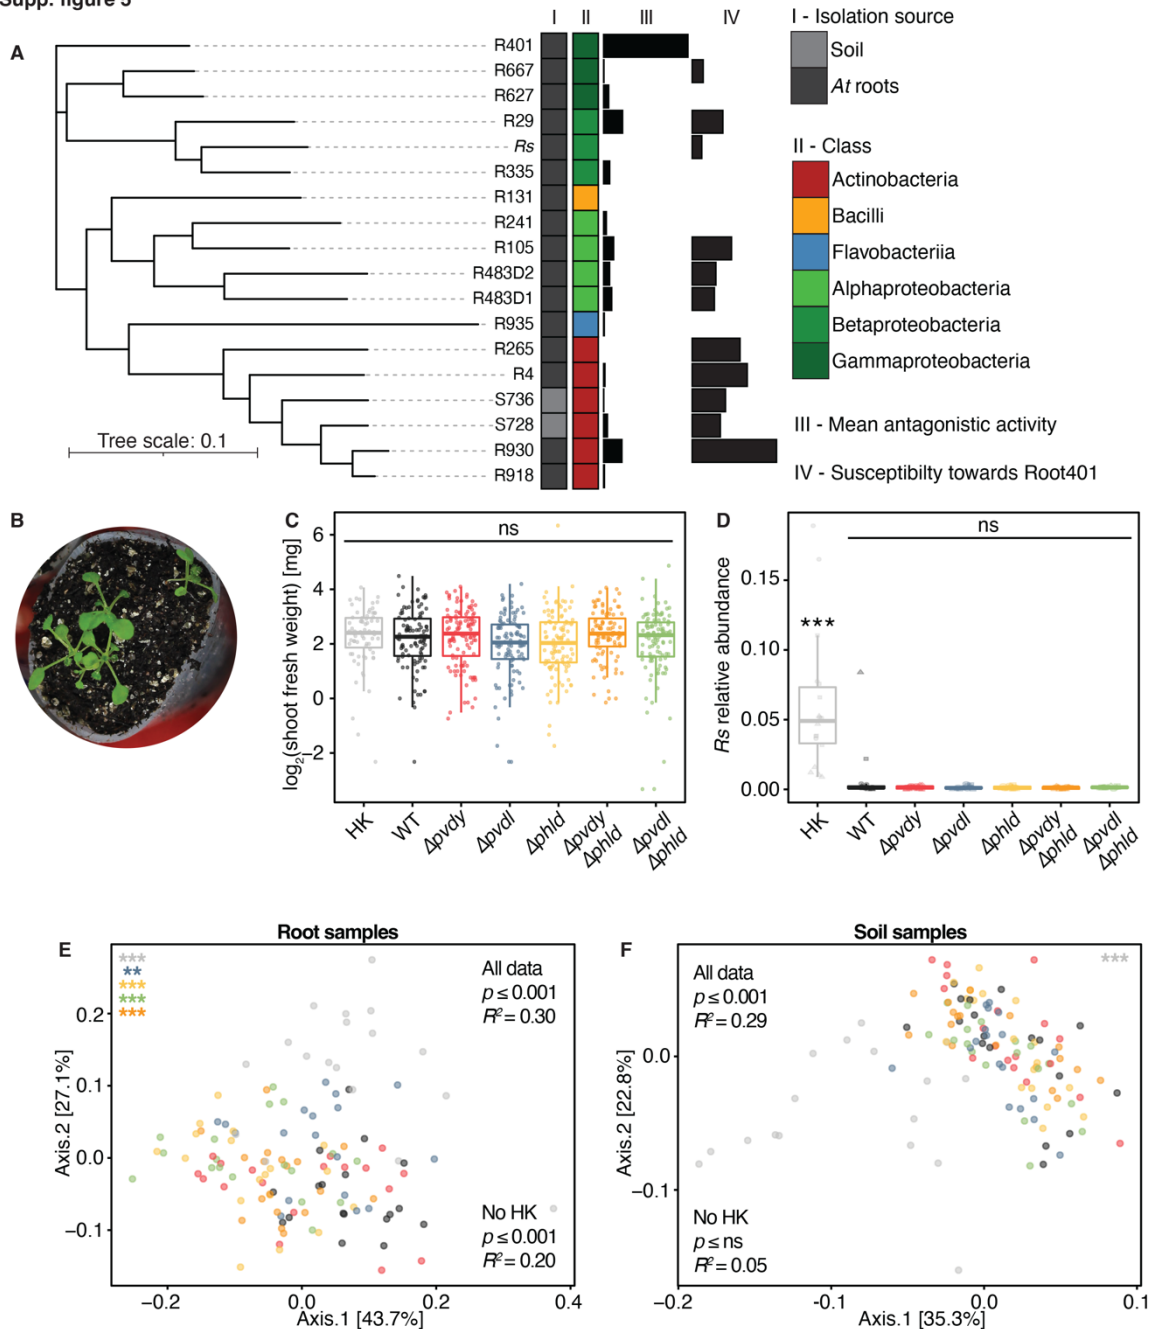 Supp. figure 5
A
I II III IV
R401
R667
R627
R29
Rs
R335
R131
R241
R105
R483D2
R483D1
R935
R265
R4
S736
S728
R930
R918
Tree scale: 0.1
I - Isolation source
Soil
At roots
II - Class
Actinobacteria
Bacilli
Flavobacteriia
Alphaproteobacteria
Betaproteobacteria
Gammaproteobacteria
III - Mean antagonistic activity
IV - Susceptibilty towards Root401
B
C
log2(shoot fresh weight) [mg]
6
4
2
0
−2
ns
HK
WT
Δpvdy
Δpvdl
Δphld
Δpvdy
Δphld
Δpvdl
Δphld
D
Rs relative abundance
0.15
0.10
0.05
0.00
ns
***
HK
WT
Δpvdy
Δpvdl
Δphld
Δpvdy
Δphld
Δpvdl
Δphld
E
Root samples
***
**
***
***
***
All data
p ≤ 0.001
R² = 0.30
No HK
p ≤ 0.001
R² = 0.20
Axis.2 [27.1%]
0.2
0.1
0.0
−0.1
−0.2 0.0 0.2 0.4
Axis.1 [43.7%]
F
Soil samples
***
All data
p ≤ 0.001
R² = 0.29
No HK
p ≤ ns
R² = 0.05
Axis.2 [22.8%]
0.0
−0.1
−0.2 -0.1 0.0 0.1
Axis.1 [35.3%]